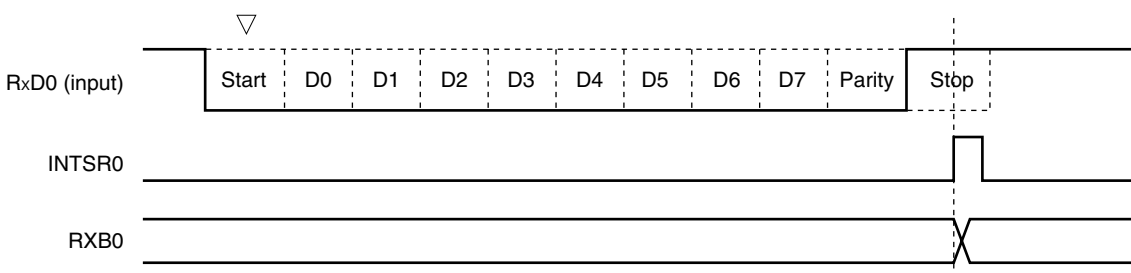 RxD0 (input) Start D0 D1 D2 D3 D4 D5 D6 D7 Parity Stop
INTSR0
RXB0